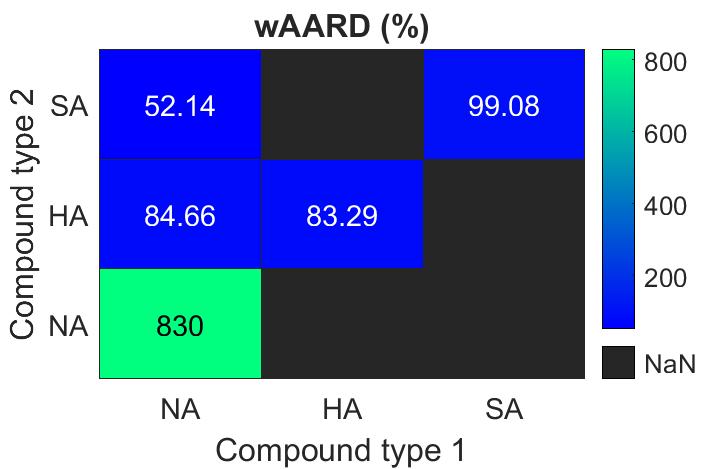 wAARD (%)
Compound type 2
SA 52.14 99.08
HA 84.66 83.29
NA 830
NA HA SA
Compound type 1
800
600
400
200
NaN